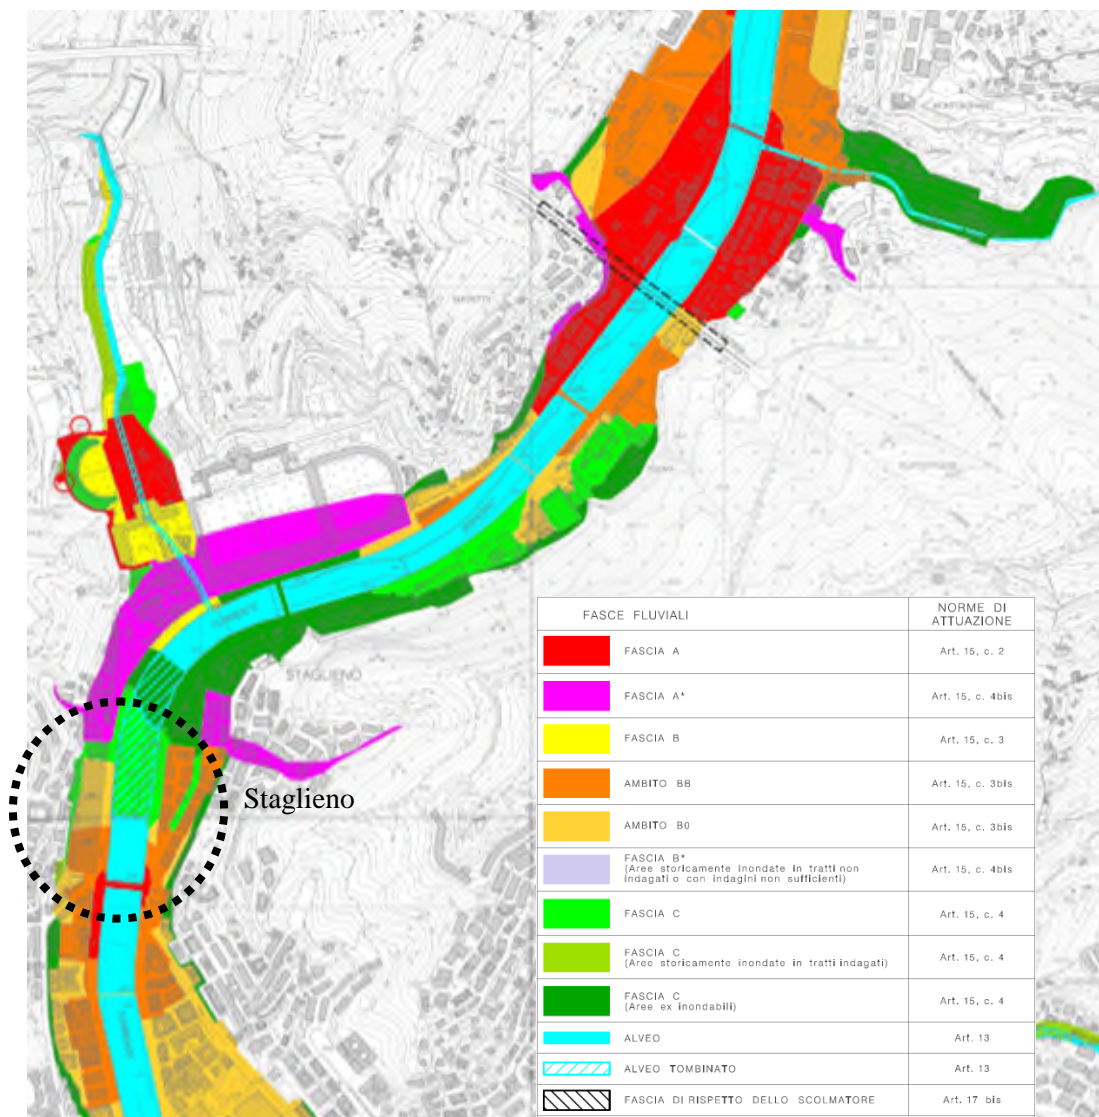 STAGLIENO
Staglieno
FASCE FLUVIALI
NORME DI
ATTUAZIONE
FASCIA A
Art. 15, c. 2
FASCIA A*
Art. 15, c. 4bis
FASCIA B
Art. 15, c. 3
AMBITO BB
Art. 15, c. 3bis
AMBITO B0
Art. 15, c. 3bis
FASCIA B*
(Aree storicamente inondate in tratti non
indagati o con indagini non sufficienti)
Art. 15, c. 4bis
FASCIA C
Art. 15, c. 4
FASCIA C
(Aree storicamente inondate in tratti indagati)
Art. 15, c. 4
FASCIA C
(Aree ex inondabili)
Art. 15, c. 4
ALVEO
Art. 13
ALVEO TOMBINATO
Art. 13
FASCIA DI RISPETTO DELLO SCOLMATORE
Art. 17 bis